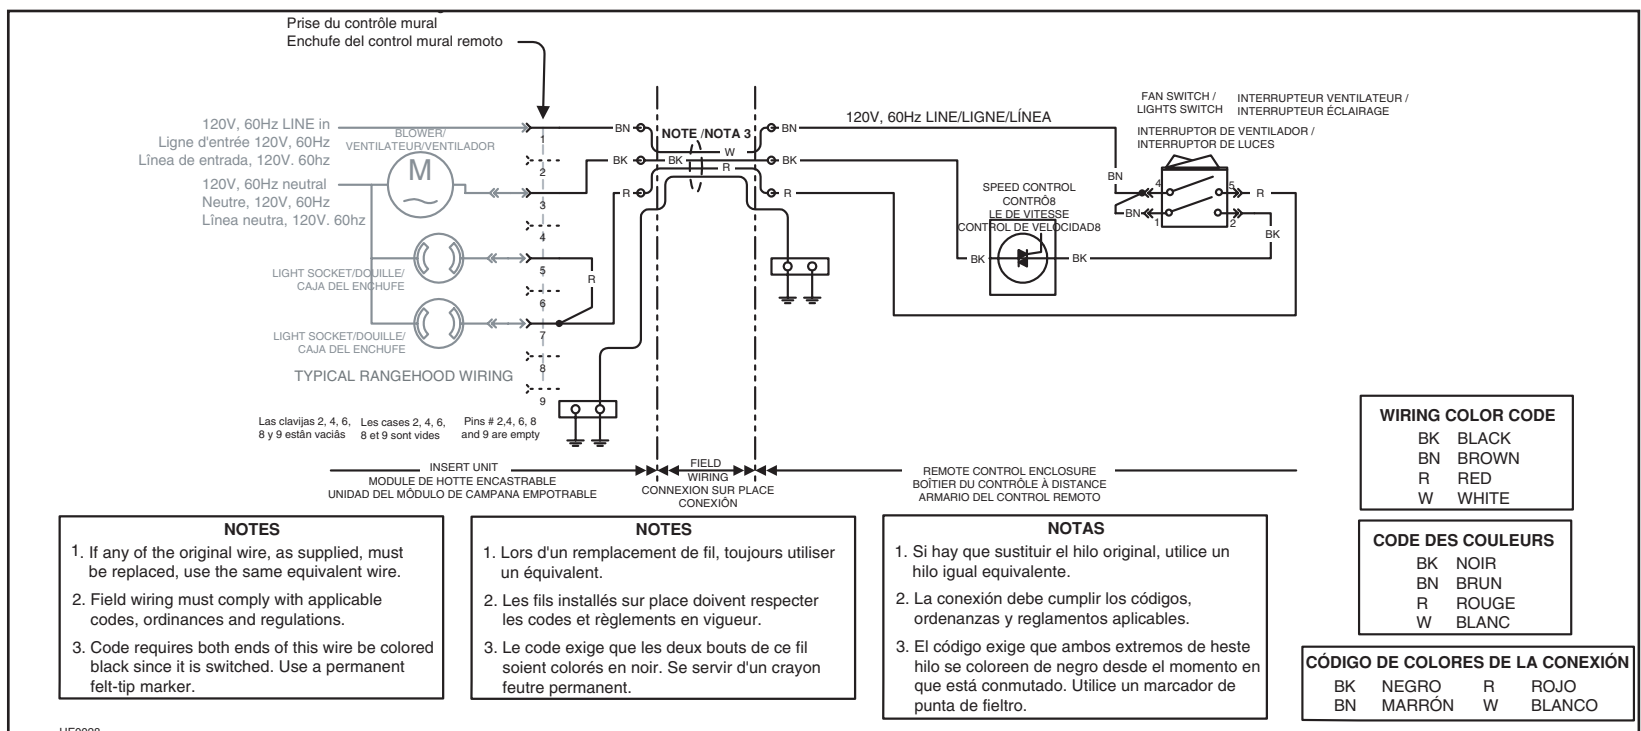 Prise du contrôle mural
Enchufe del control mural remoto
120V, 60Hz LINE in
Ligne d'entrée 120V, 60Hz
Lînea de entrada, 120V. 60hz
120V, 60Hz neutral
Neutre, 120V, 60Hz
Lînea neutra, 120V. 60hz
BLOWER/
VENTILATEUR/VENTILADOR
M
LIGHT SOCKET/DOUILLE/
CAJA DEL ENCHUFE
LIGHT SOCKET/DOUILLE/
CAJA DEL ENCHUFE
TYPICAL RANGEHOOD WIRING
1
2
3
4
5
6
7
8
9
R
BN
BK
R
NOTE /NOTA 3
W
BK
R
BN
BK
R
120V, 60Hz LINE/LIGNE/LÍNEA
FAN SWITCH /
LIGHTS SWITCH
INTERRUPTEUR VENTILATEUR /
INTERRUPTEUR ÉCLAIRAGE
INTERRUPTOR DE VENTILADOR /
INTERRUPTOR DE LUCES
BN
4
5
R
BN
1
2
BK
SPEED CONTROL
CONTRÔ8
LE DE VITESSE
CONTROL DE VELOCIDAD8
BK
BK
Las clavijas 2, 4, 6,
8 y 9 estân vaciâs
Les cases 2, 4, 6,
8 et 9 sont vides
Pins # 2,4, 6, 8
and 9 are empty
INSERT UNIT
MODULE DE HOTTE ENCASTRABLE
UNIDAD DEL MÔDULO DE CAMPANA EMPOTRABLE
FIELD
WIRING
CONNEXION SUR PLACE
CONEXIÓN
REMOTE CONTROL ENCLOSURE
BOÎTIER DU CONTRÔLE À DISTANCE
ARMARIO DEL CONTROL REMOTO
NOTES
1. If any of the original wire, as supplied, must
be replaced, use the same equivalent wire.
2. Field wiring must comply with applicable
codes, ordinances and regulations.
3. Code requires both ends of this wire be colored
black since it is switched. Use a permanent
felt-tip marker.
NOTES
1. Lors d'un remplacement de fil, toujours utiliser
un équivalent.
2. Les fils installés sur place doivent respecter
les codes et règlements en vigueur.
3. Le code exige que les deux bouts de ce fil
soient colorés en noir. Se servir d'un crayon
feutre permanent.
NOTAS
1. Si hay que sustituir el hilo original, utilice un
hilo igual equivalente.
2. La conexión debe cumplir los códigos,
ordenanzas y reglamentos aplicables.
3. El código exige que ambos extremos de heste
hilo se coloreen de negro desde el momento en
que está conmutado. Utilice un marcador de
punta de fieltro.
WIRING COLOR CODE
BK BLACK
BN BROWN
R RED
W WHITE
CODE DES COULEURS
BK NOIR
BN BRUN
R ROUGE
W BLANC
CÓDIGO DE COLORES DE LA CONEXIÓN
BK NEGRO R ROJO
BN MARRÓN W BLANCO